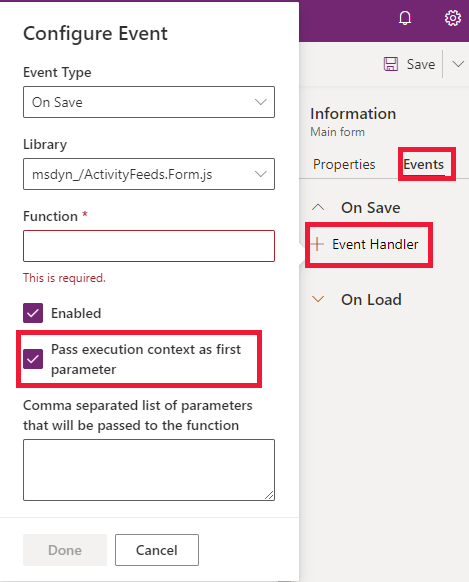 Configure Event
Event Type
On Save
Library
msdyn_/ActivityFeeds.Form.js
Function *
This is required.
Enabled
Pass execution context as first
parameter
Comma separated list of parameters
that will be passed to the function
Done
Cancel
Save
Information
Main form
Properties
Events
On Save
+ Event Handler
On Load